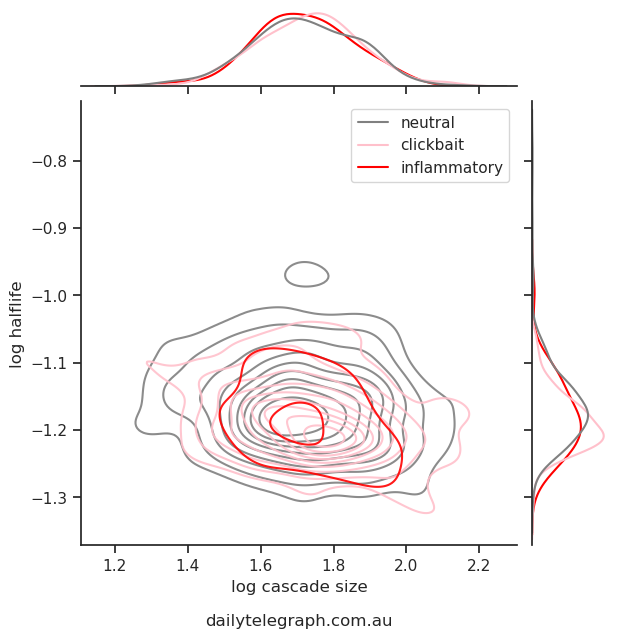 neutral
clickbait
inflammatory
log halflife
−0.8
−0.9
−1.0
−1.1
−1.2
−1.3
1.2 1.4 1.6 1.8 2.0 2.2
log cascade size
dailytelegraph.com.au